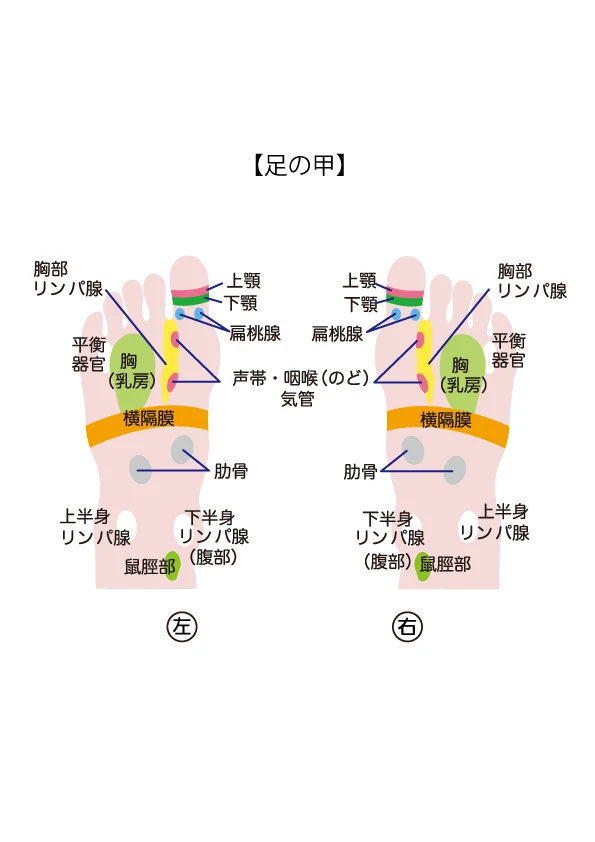 【足の甲】
胸部
リンパ腺
上顎
下顎
扁桃腺
平衡
器官
胸
（乳房）
横隔膜
声帯・咽喉（のど）
気管
肋骨
上半身
リンパ腺
下半身
リンパ腺
（腹部）
鼠脛部
左
上顎
下顎
扁桃腺
胸部
リンパ腺
平衡
器官
胸
（乳房）
横隔膜
肋骨
下半身
リンパ腺
（腹部）
上半身
リンパ腺
鼠脛部
右